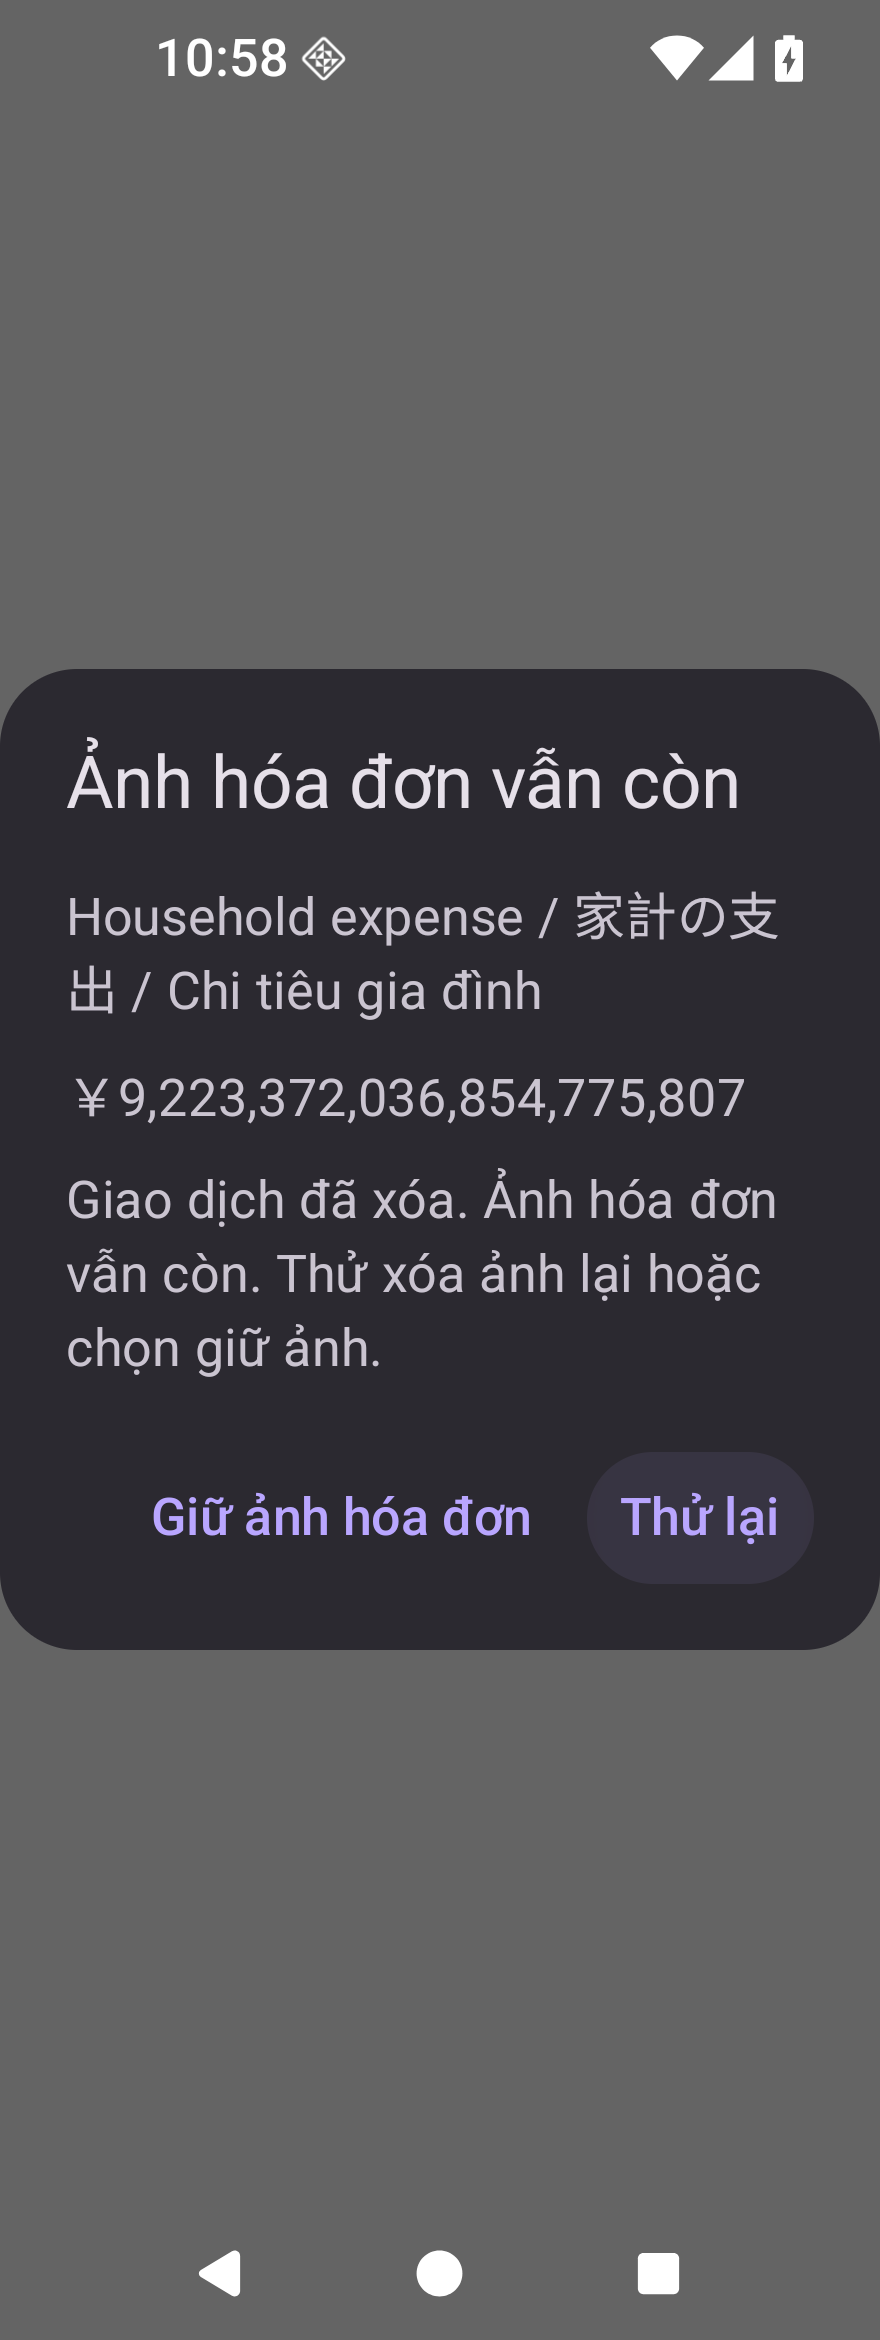 10:58
Ảnh hóa đơn vẫn còn
Household expense / 家計の支
出 / Chi tiêu gia đình
￥9,223,372,036,854,775,807
Giao dịch đã xóa. Ảnh hóa đơn
vẫn còn. Thử xóa ảnh lại hoặc
chọn giữ ảnh.
Giữ ảnh hóa đơn
Thử lại